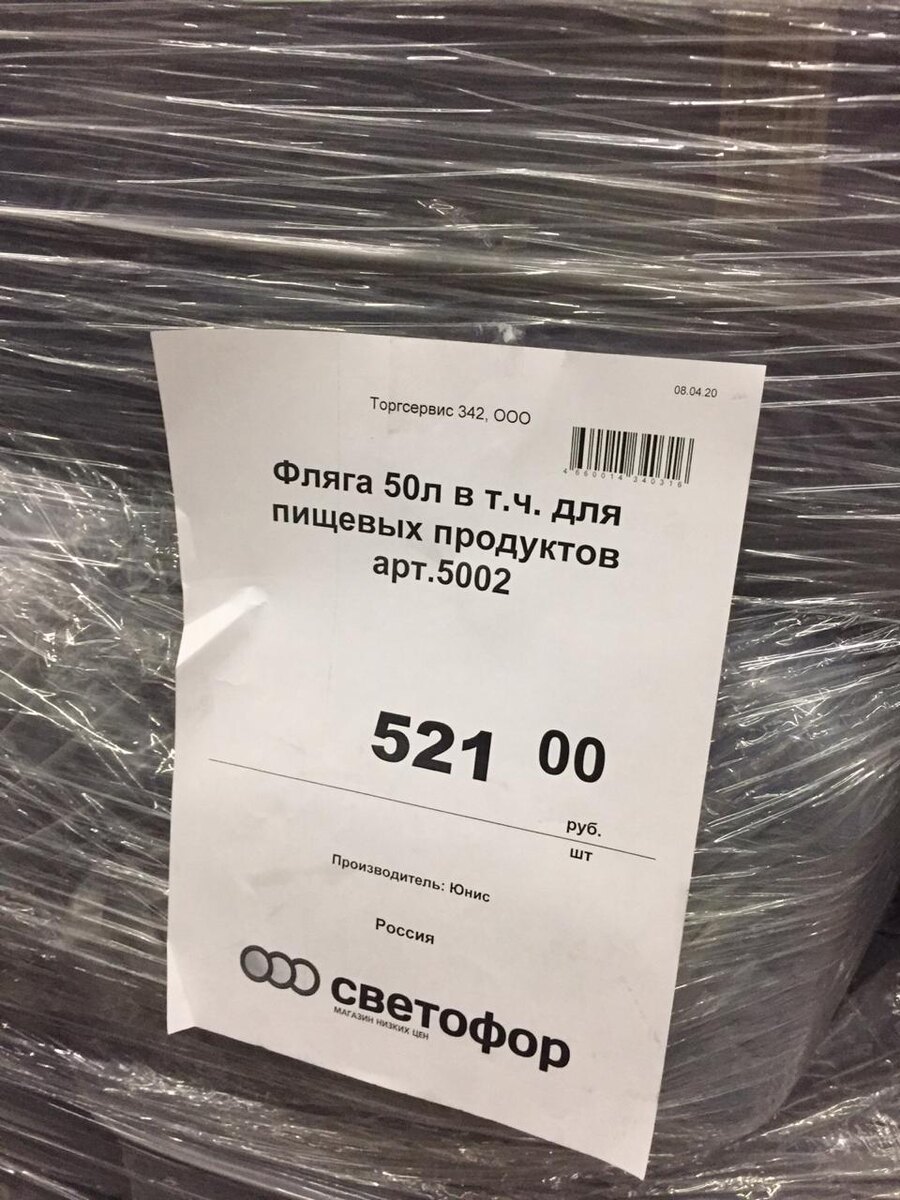 08.04.20
Торгсервис 342, ООО
4660014340316
Фляга 50л в т.ч. для
пищевых продуктов
арт.5002
521 00
руб.
шт
Производитель: Юнис
Россия
светофор
МАГАЗИН НИЗКИХ ЦЕН